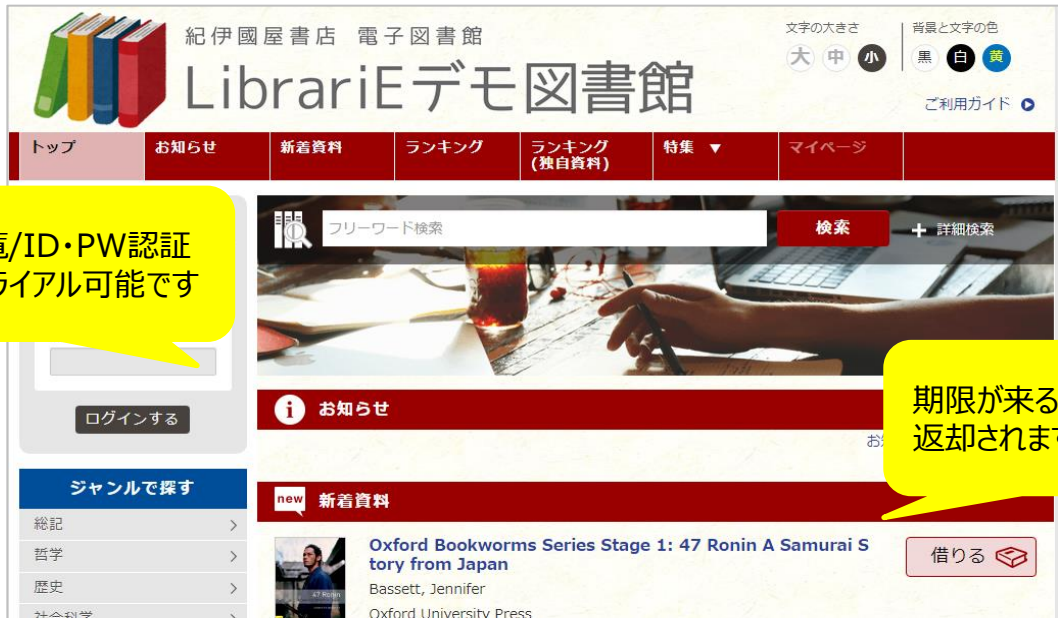 紀伊國屋書店 電子図書館
LibrariEデモ図書館
文字の大きさ
大 中 小
背景と文字の色
黒 白 黄
ご利用ガイド
トップ
お知らせ
新着資料
ランキング
ランキング
(独自資料)
特集 ▼
マイページ
/ID・PW認証
ライアル可能です
ログインする
フリーワード検索
検索
+ 詳細検索
i お知らせ
期限が来る
返却されます
new 新着資料
Oxford Bookworms Series Stage 1: 47 Ronin A Samurai S
tory from Japan
Bassett, Jennifer
Oxford University Press
47 Ronin
借りる
ジャンルで探す
総記
哲学
歴史
社会科学